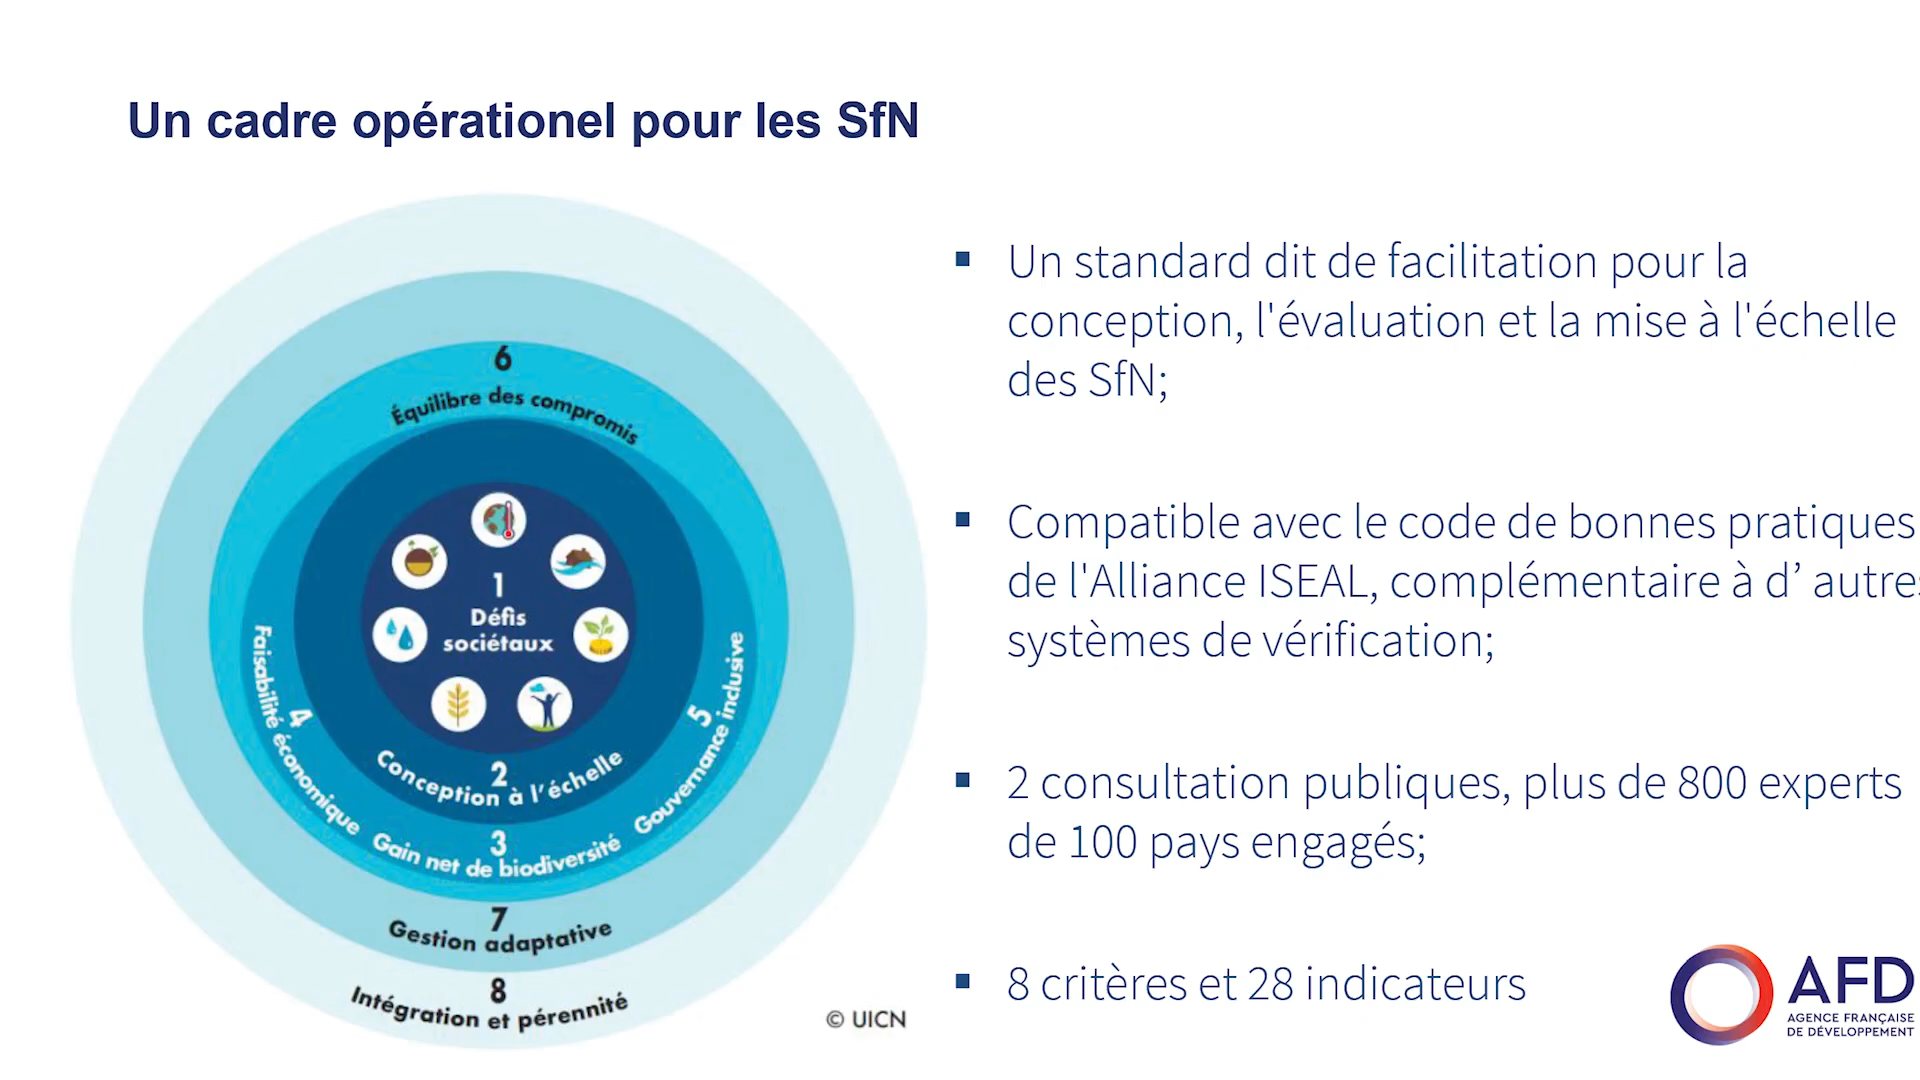 Un cadre opérationel pour les SfN
6
Équilibre des compromis
1
Défis
sociétaux
2
Conception à l'échelle
4
Faisabilité économique
3
Gain net de biodiversité
5
Gouvernance inclusive
7
Gestion adaptative
8
Intégration et pérennité
© UICN
▪ Un standard dit de facilitation pour la
conception, l'évaluation et la mise à l'échelle
des SfN;
▪ Compatible avec le code de bonnes pratiques
de l'Alliance ISEAL, complémentaire à d’ autres
systèmes de vérification;
▪ 2 consultation publiques, plus de 800 experts
de 100 pays engagés;
▪ 8 critères et 28 indicateurs
AFD
AGENCE FRANÇAISE
DE DÉVELOPPEMENT